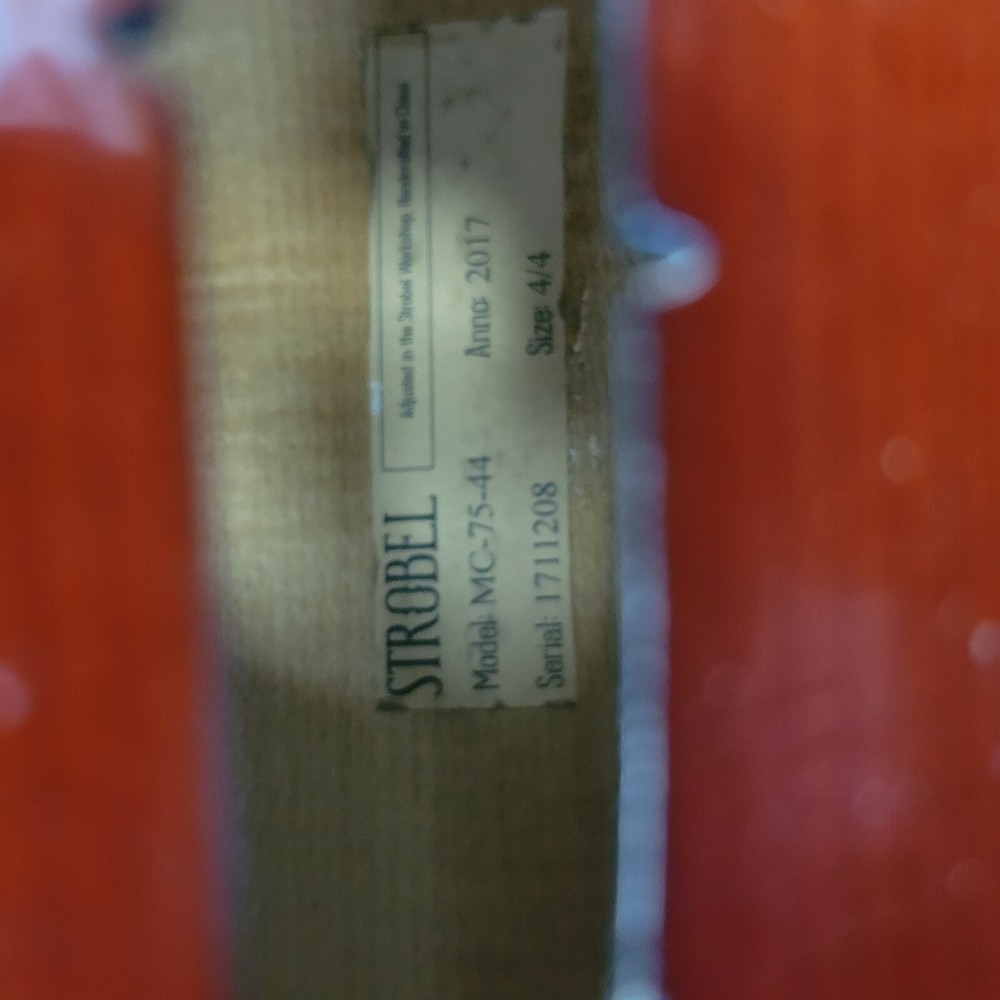 STROBEL
Adjusted in the Strobel Workshop. Handcrafted in China
Model: MC-75-44 Anno: 2017
Serial: 1711208 Size: 4/4